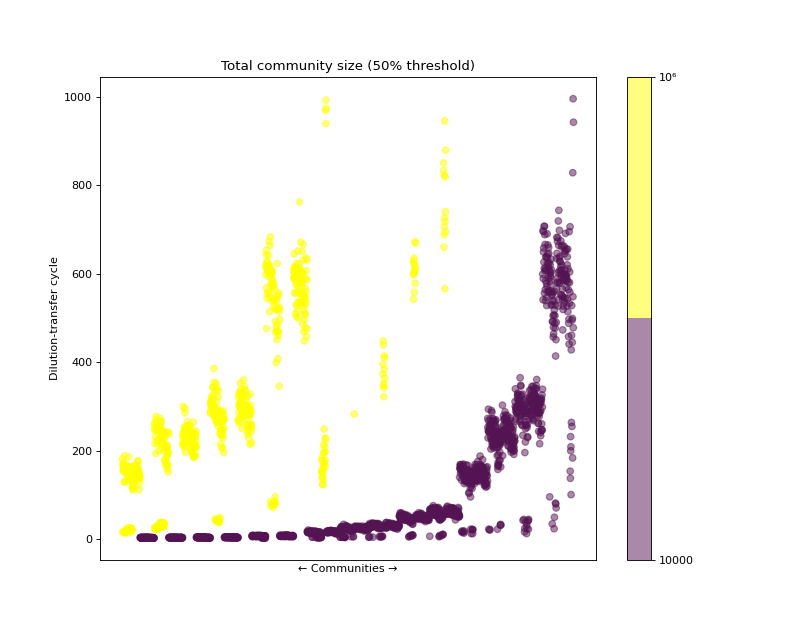 Total community size (50% threshold)
1000
800
600
400
200
0
Dilution-transfer cycle
← Communities →
10⁶
10000